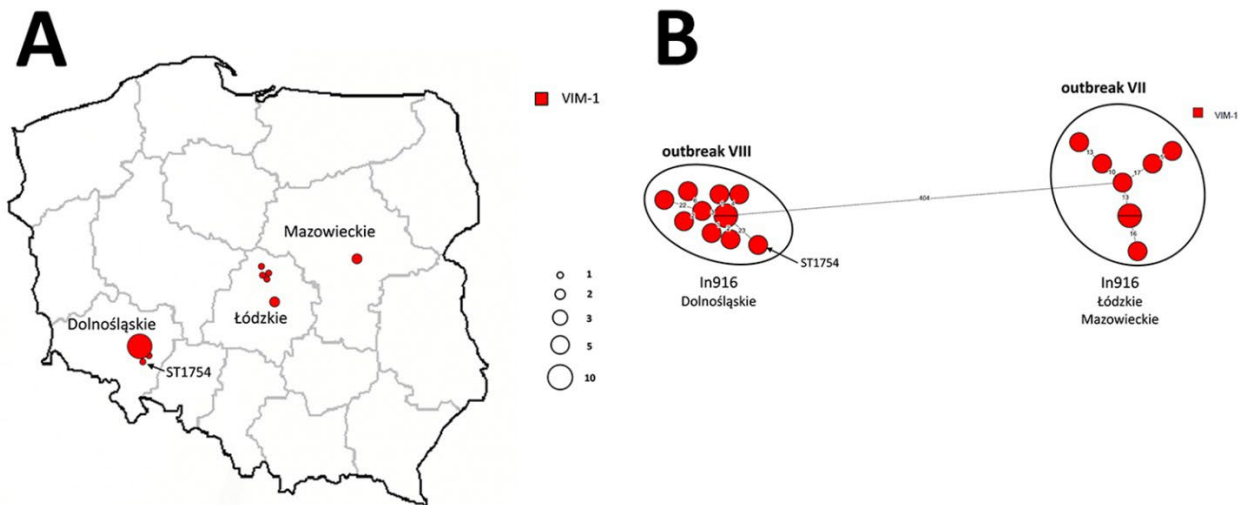 A
VIM-1
Mazowieckie
Łódzkie
Dolnośląskie
ST1754
1
2
3
5
10
B
outbreak VII
VIM-1
outbreak VIII
13
10
17
13
16
404
22
23
ST1754
In916
Dolnośląskie
In916
Łódzkie
Mazowieckie